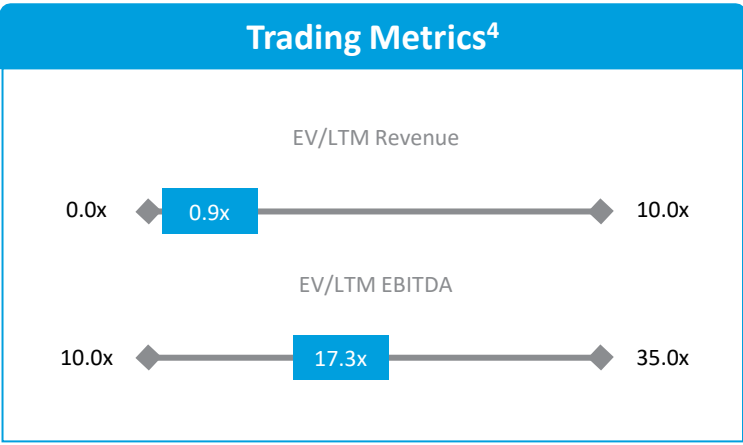 Trading Metrics⁴
EV/LTM Revenue
0.0x 0.9x 10.0x
EV/LTM EBITDA
10.0x 17.3x 35.0x